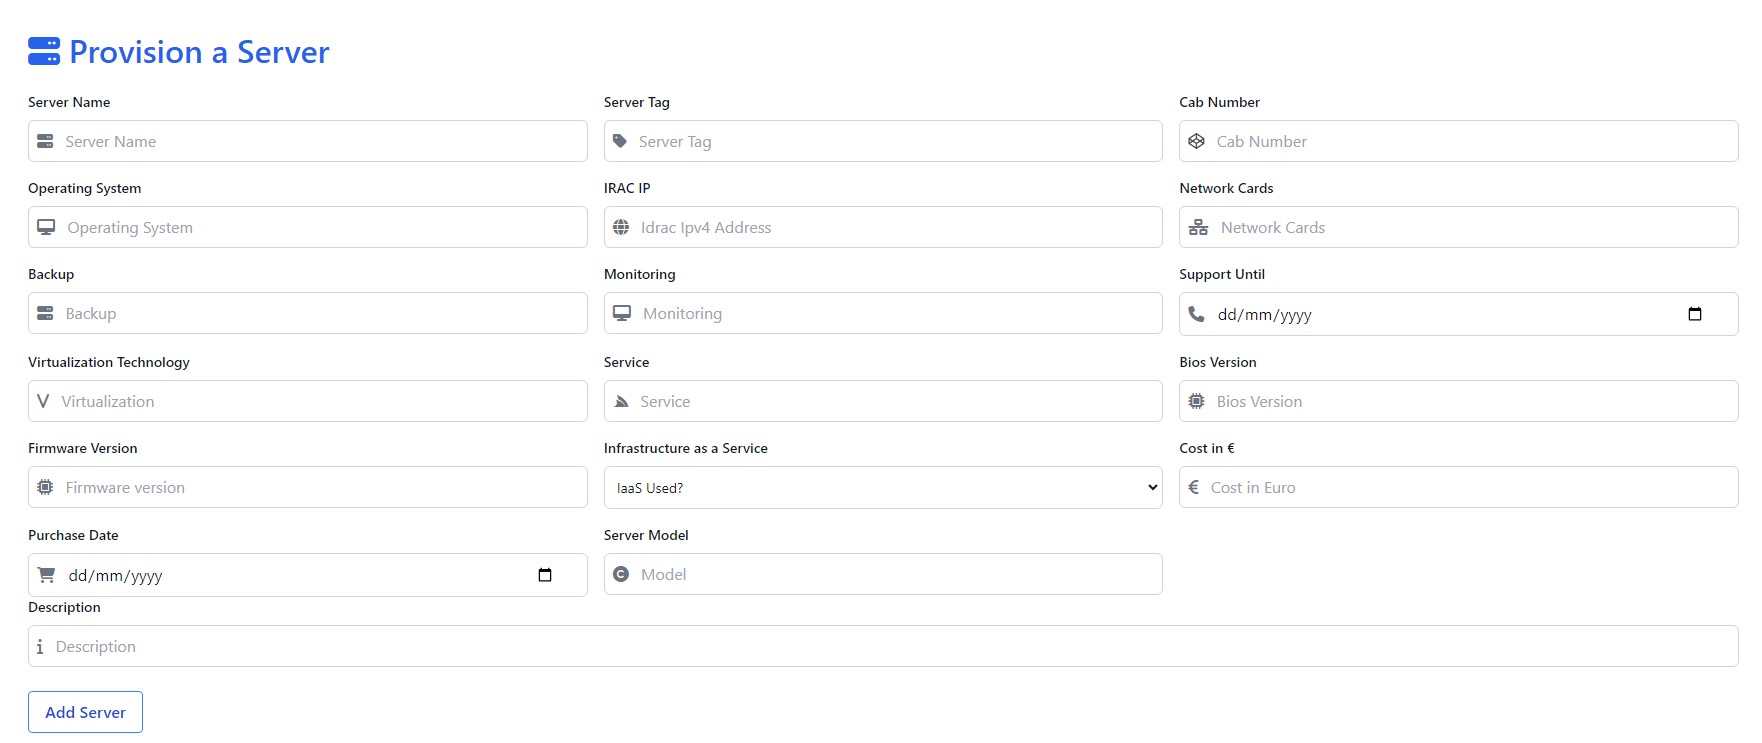 Provision a Server
Server Name
Server Tag
Cab Number
Server Name
Server Tag
Cab Number
Operating System
IRAC IP
Network Cards
Operating System
Idrac Ipv4 Address
Network Cards
Backup
Monitoring
Support Until
Backup
Monitoring
dd/mm/yyyy
Virtualization Technology
Service
Bios Version
Virtualization
Service
Bios Version
Firmware Version
Infrastructure as a Service
Cost in €
Firmware version
IaaS Used?
Cost in Euro
Purchase Date
Server Model
dd/mm/yyyy
Model
Description
Description
Add Server